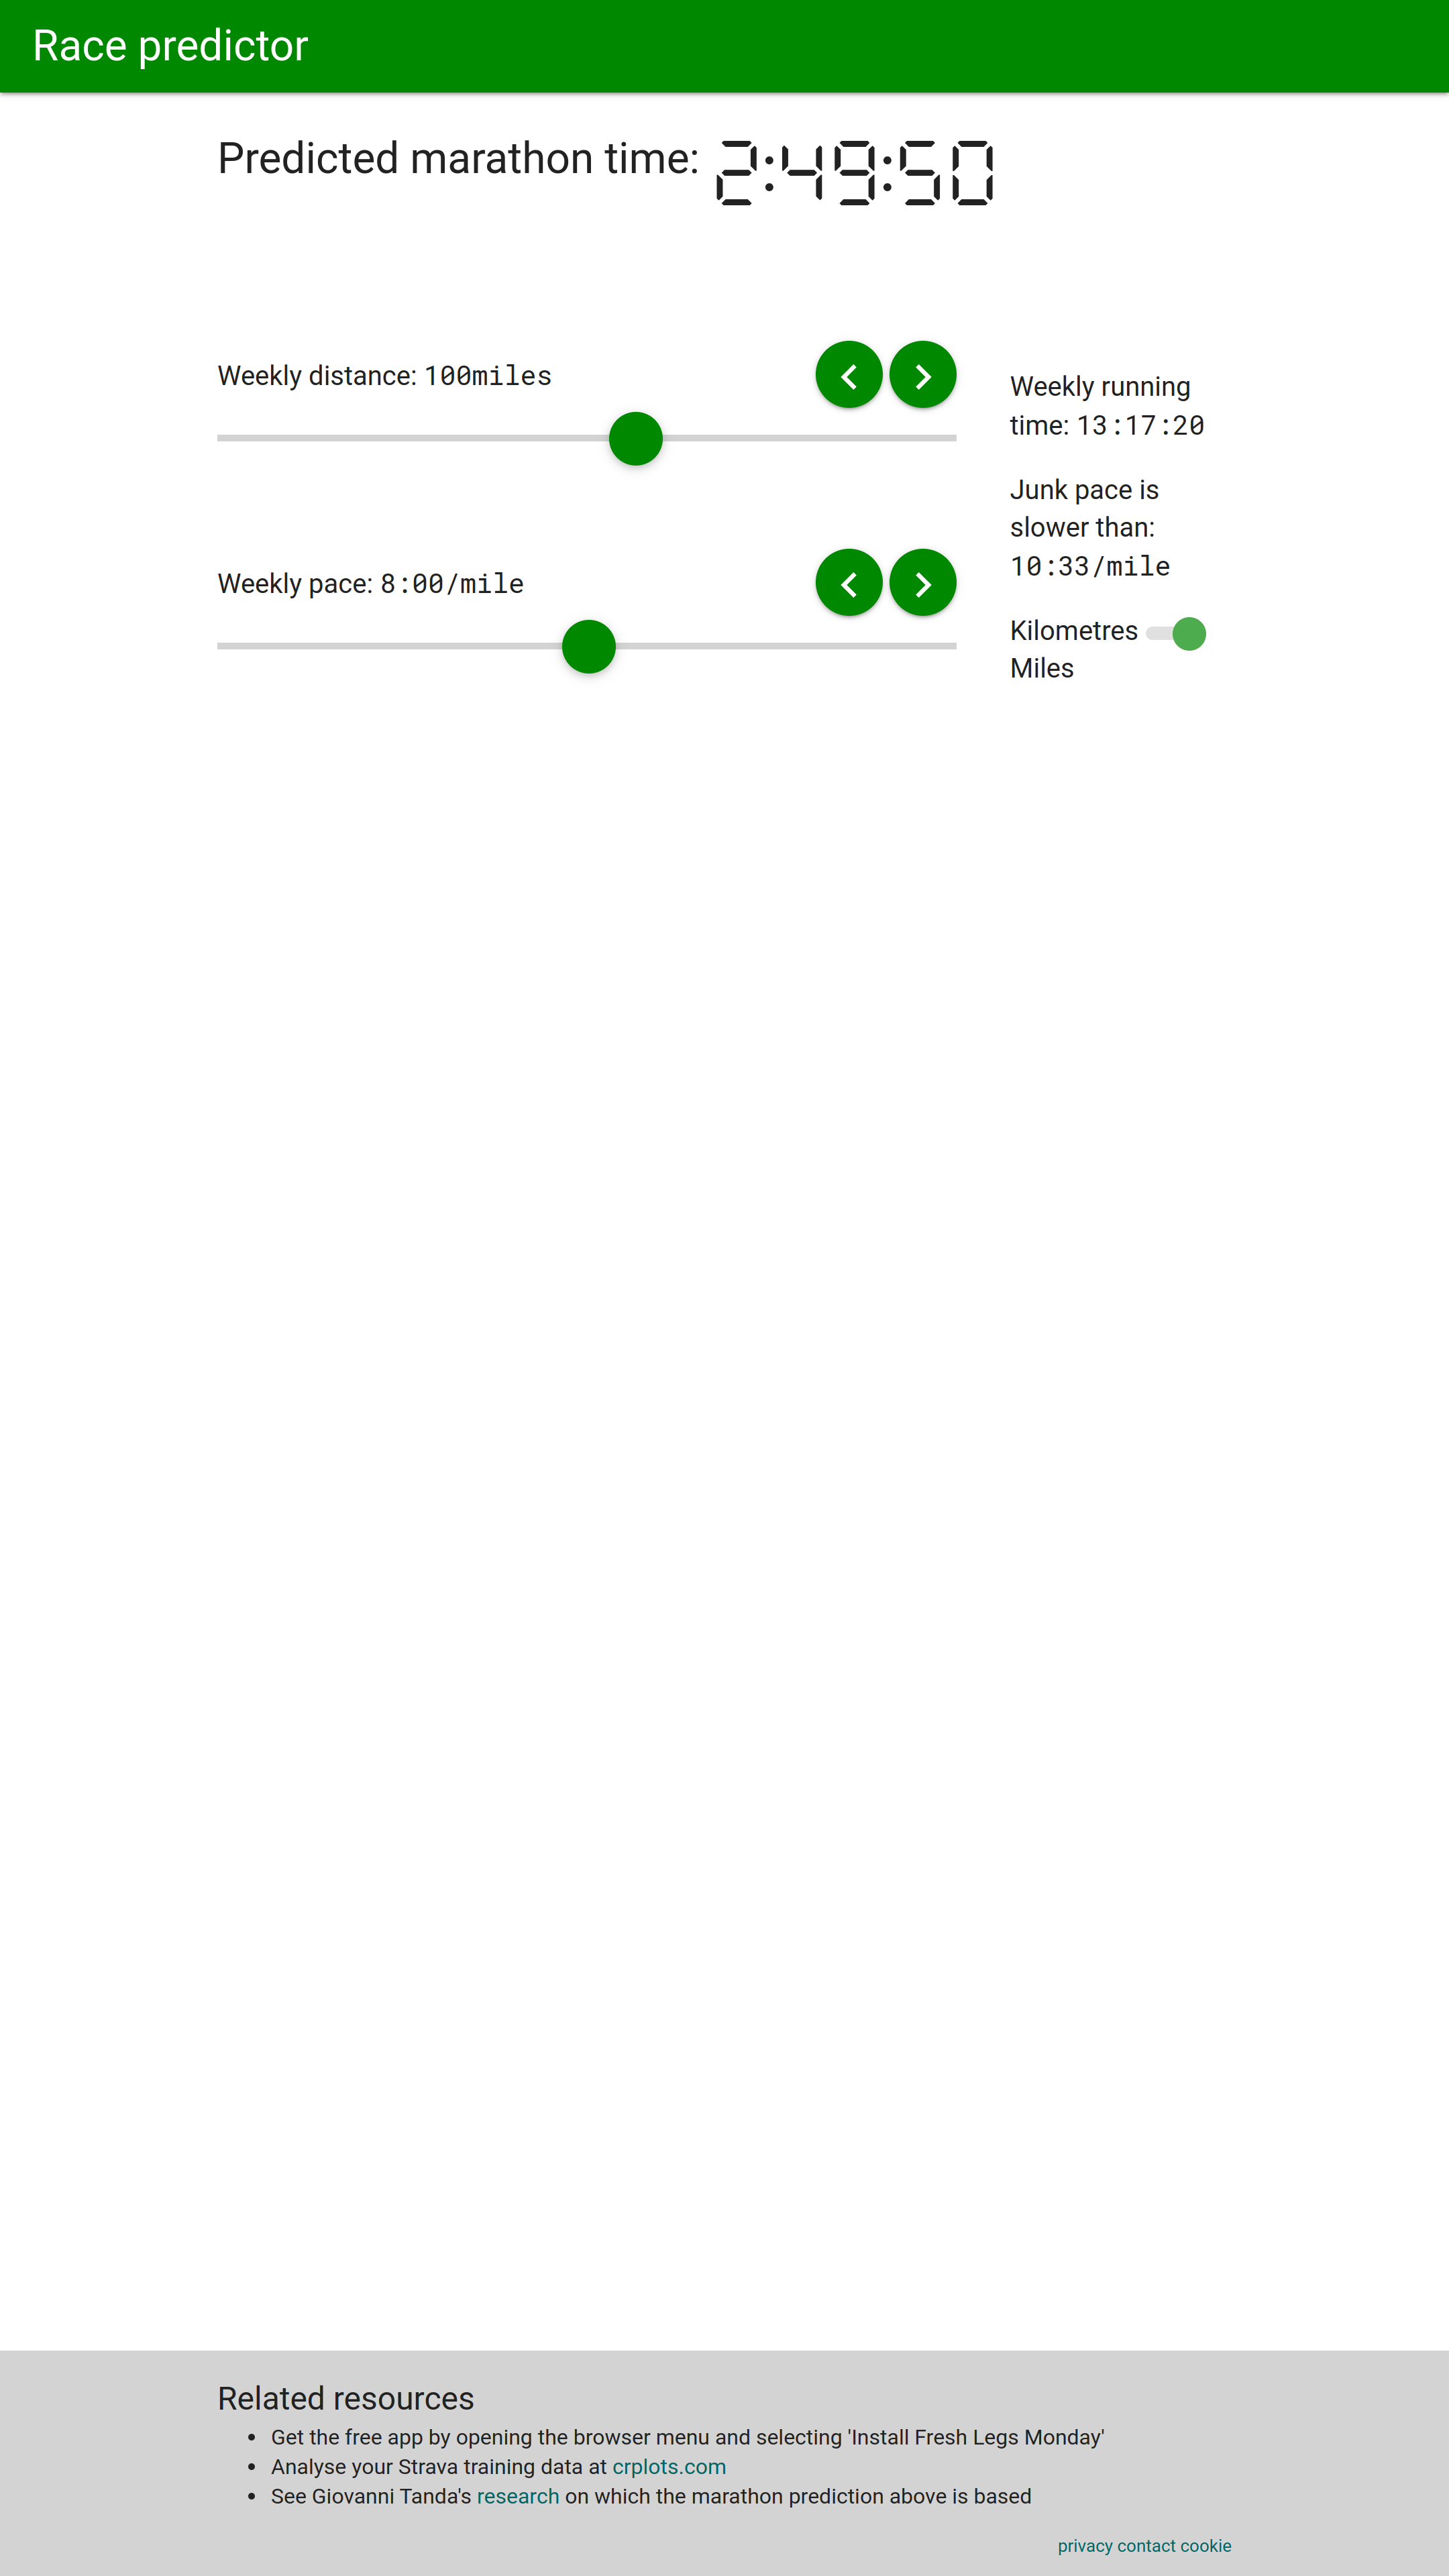 Race predictor
Predicted marathon time: 2:49:50
Weekly distance: 100miles
Weekly pace: 8:00/mile
Weekly running
time: 13:17:20
Junk pace is
slower than:
10:33/mile
Kilometres
Miles
Related resources
• Get the free app by opening the browser menu and selecting 'Install Fresh Legs Monday'
• Analyse your Strava training data at crplots.com
• See Giovanni Tanda's research on which the marathon prediction above is based
privacy contact cookie